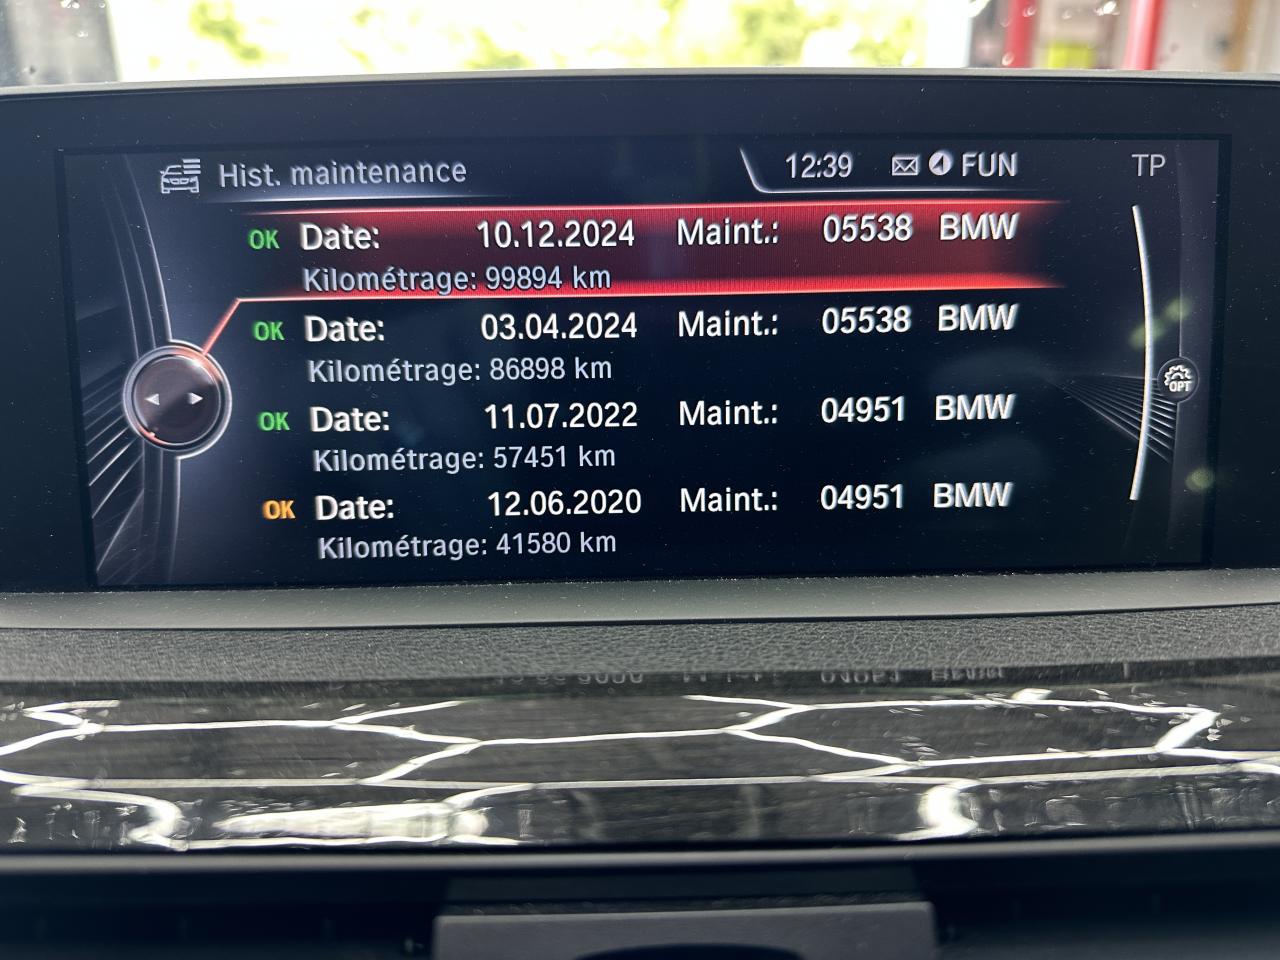 Hist. maintenance 12:39 FUN TP
OK Date: 10.12.2024 Maint.: 05538 BMW
Kilométrage: 99894 km
OK Date: 03.04.2024 Maint.: 05538 BMW
Kilométrage: 86898 km
OPT
OK Date: 11.07.2022 Maint.: 04951 BMW
Kilométrage: 57451 km
OK Date: 12.06.2020 Maint.: 04951 BMW
Kilométrage: 41580 km